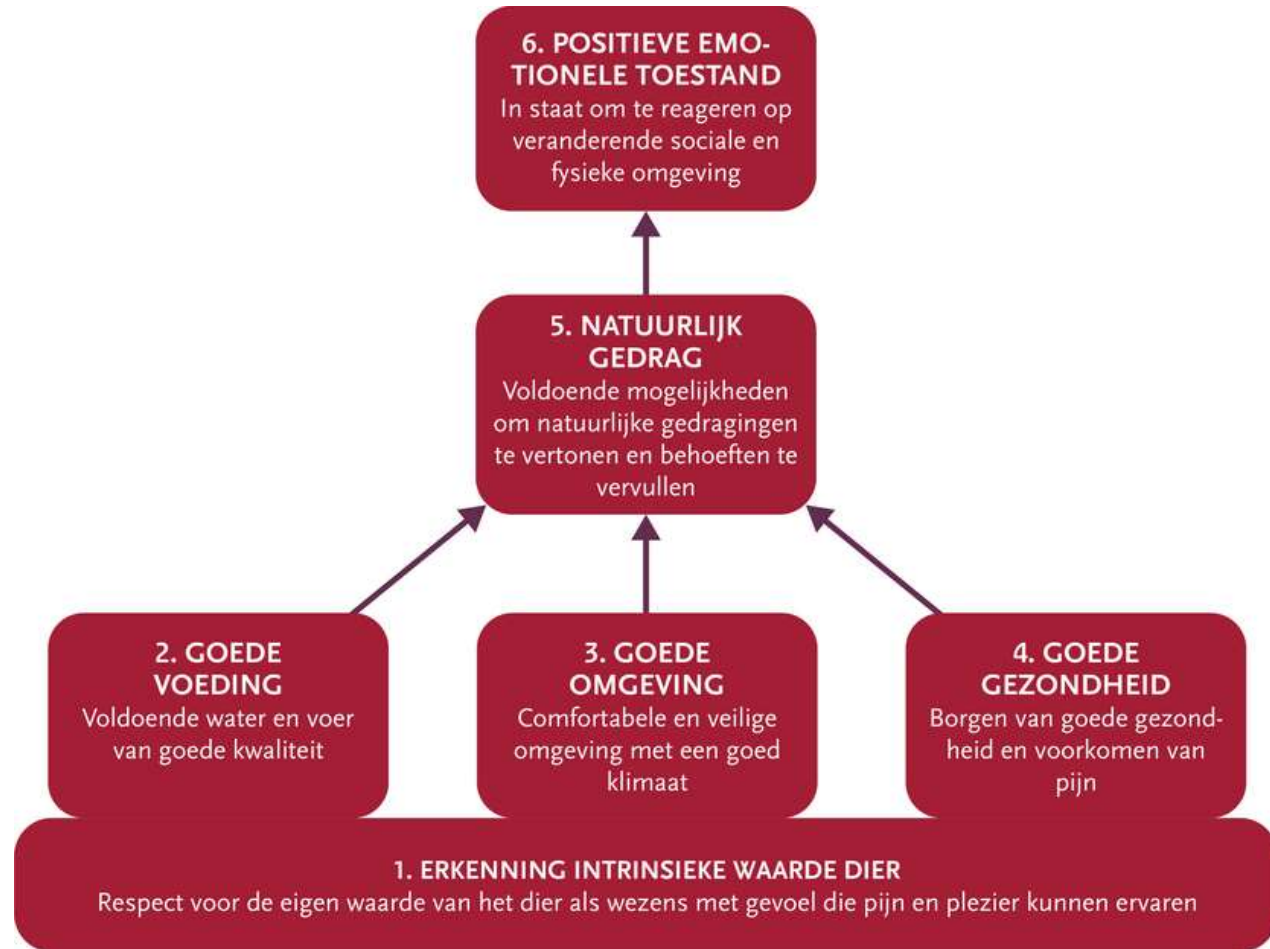 6. POSITIEVE EMO-
TIONELE TOESTAND
In staat om te reageren op
veranderende sociale en
fysieke omgeving
5. NATUURLIJK
GEDRAG
Voldoende mogelijkheden
om natuurlijke gedragingen
te vertonen en behoeften te
vervullen
2. GOEDE
VOEDING
Voldoende water en voer
van goede kwaliteit
3. GOEDE
OMGEVING
Comfortabele en veilige
omgeving met een goed
klimaat
4. GOEDE
GEZONDHEID
Borgen van goede gezond-
heid en voorkomen van
pijn
1. ERKENNING INTRINSIEKE WAARDE DIER
Respect voor de eigen waarde van het dier als wezens met gevoel die pijn en plezier kunnen ervaren